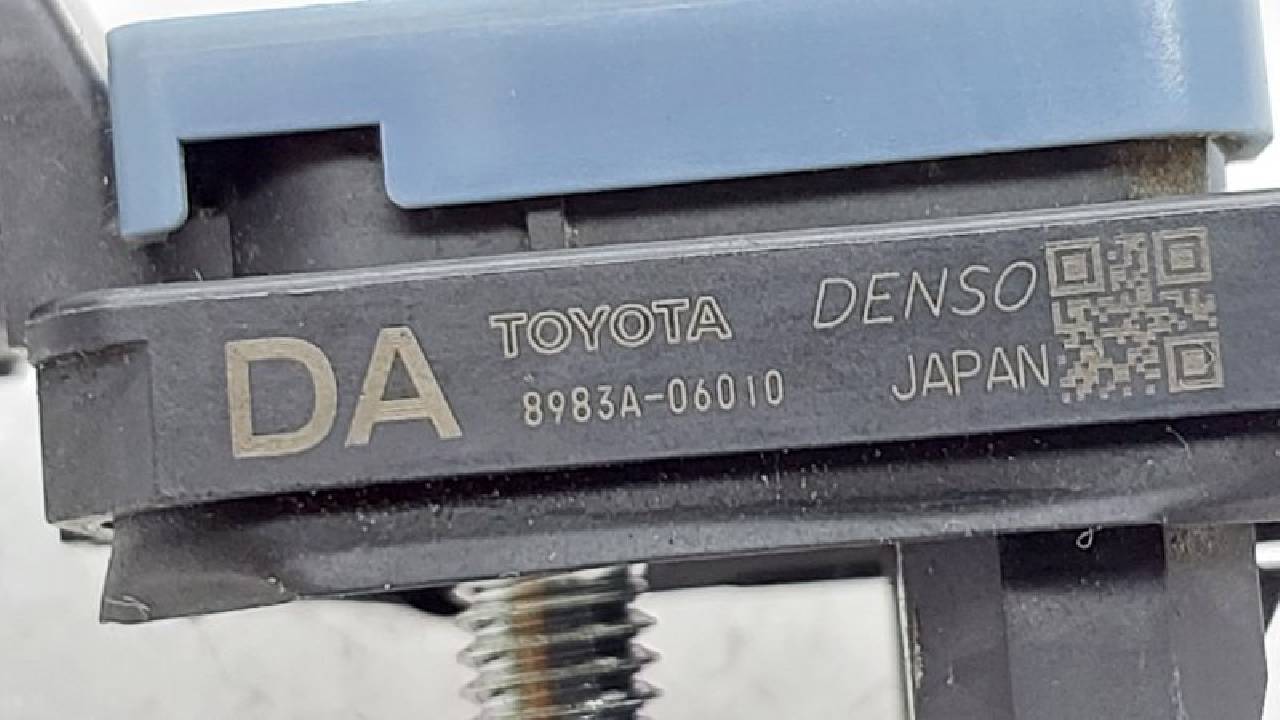 DA
TOYOTA
8983A-06010
DENSO
JAPAN